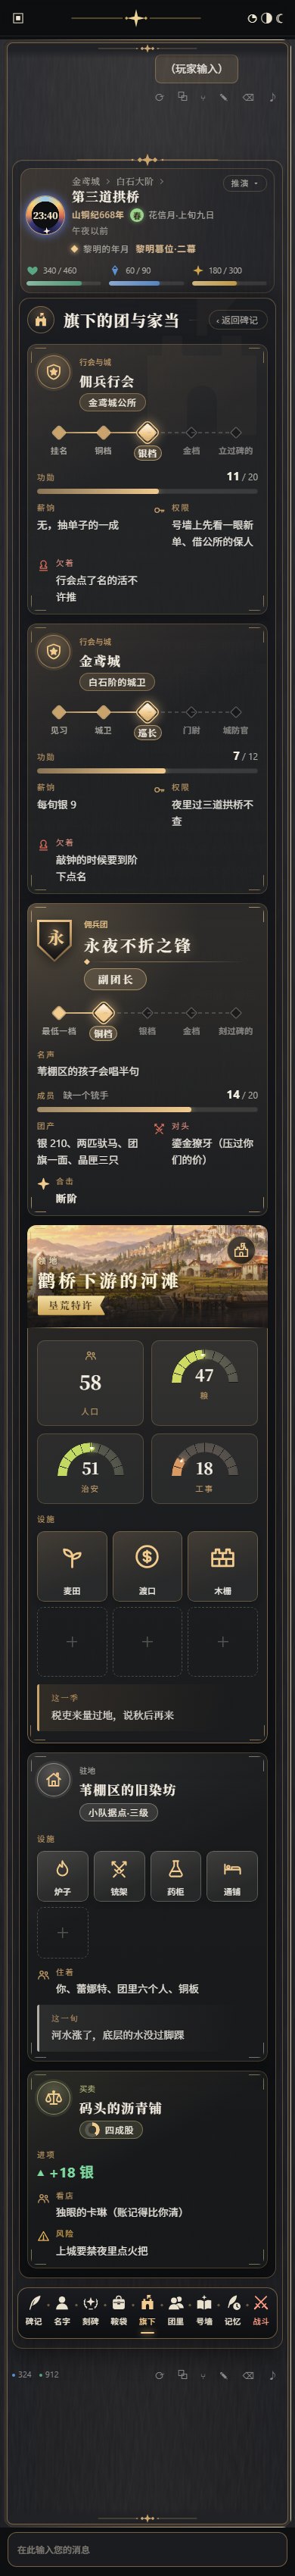 （玩家输入）
金鸢城 › 白石大阶 ›
推演
23:40
第三道拱桥
山铜纪668年 春 花信月·上旬九日
午夜以前
黎明的年月 黎明墓位·二幕
340 / 460
60 / 90
180 / 300
旗下的团与家当
‹ 返回碑记
行会与城
佣兵行会
金鸢城公所
挂名 铜档 银档 金档 立过碑的
功勋 11 / 20
薪饷
无，抽单子的一成
权限
号墙上先看一眼新
单、借公所的保人
欠着
行会点了名的活不
许推
行会与城
金鸢城
白石阶的城卫
见习 城卫 巡长 门尉 城防官
功勋 7 / 12
薪饷
每旬银 9
权限
夜里过三道拱桥不
查
欠着
敲钟的时候要到阶
下点名
永
佣兵团
永夜不折之锋
副团长
最低一档 铜档 银档 金档 刻过碑的
名声
苇棚区的孩子会唱半句
成员 缺一个铳手 14 / 20
团产
银 210、两匹驮马、团
旗一面、晶匣三只
对头
鎏金獠牙（压过你
们的价）
合击
断阶
领地
鹳桥下游的河滩
垦荒特许
58
人口
47
粮
51
治安
18
工事
设施
麦田
渡口
木栅
这一季
税吏来量过地，说秋后再来
驻地
苇棚区的旧染坊
小队据点·三级
设施
炉子
铳架
药柜
通铺
住着
你、蕾娜特、团里六个人、铜板
这一旬
河水涨了，底层的水没过脚踝
买卖
码头的沥青铺
四成股
进项
+18 银
看店
独眼的卡琳（账记得比你清）
风险
上城要禁夜里点火把
碑记 名字 刻碑 鞍袋 旗下 团里 号墙 记忆 战斗
324 912
在此输入您的消息